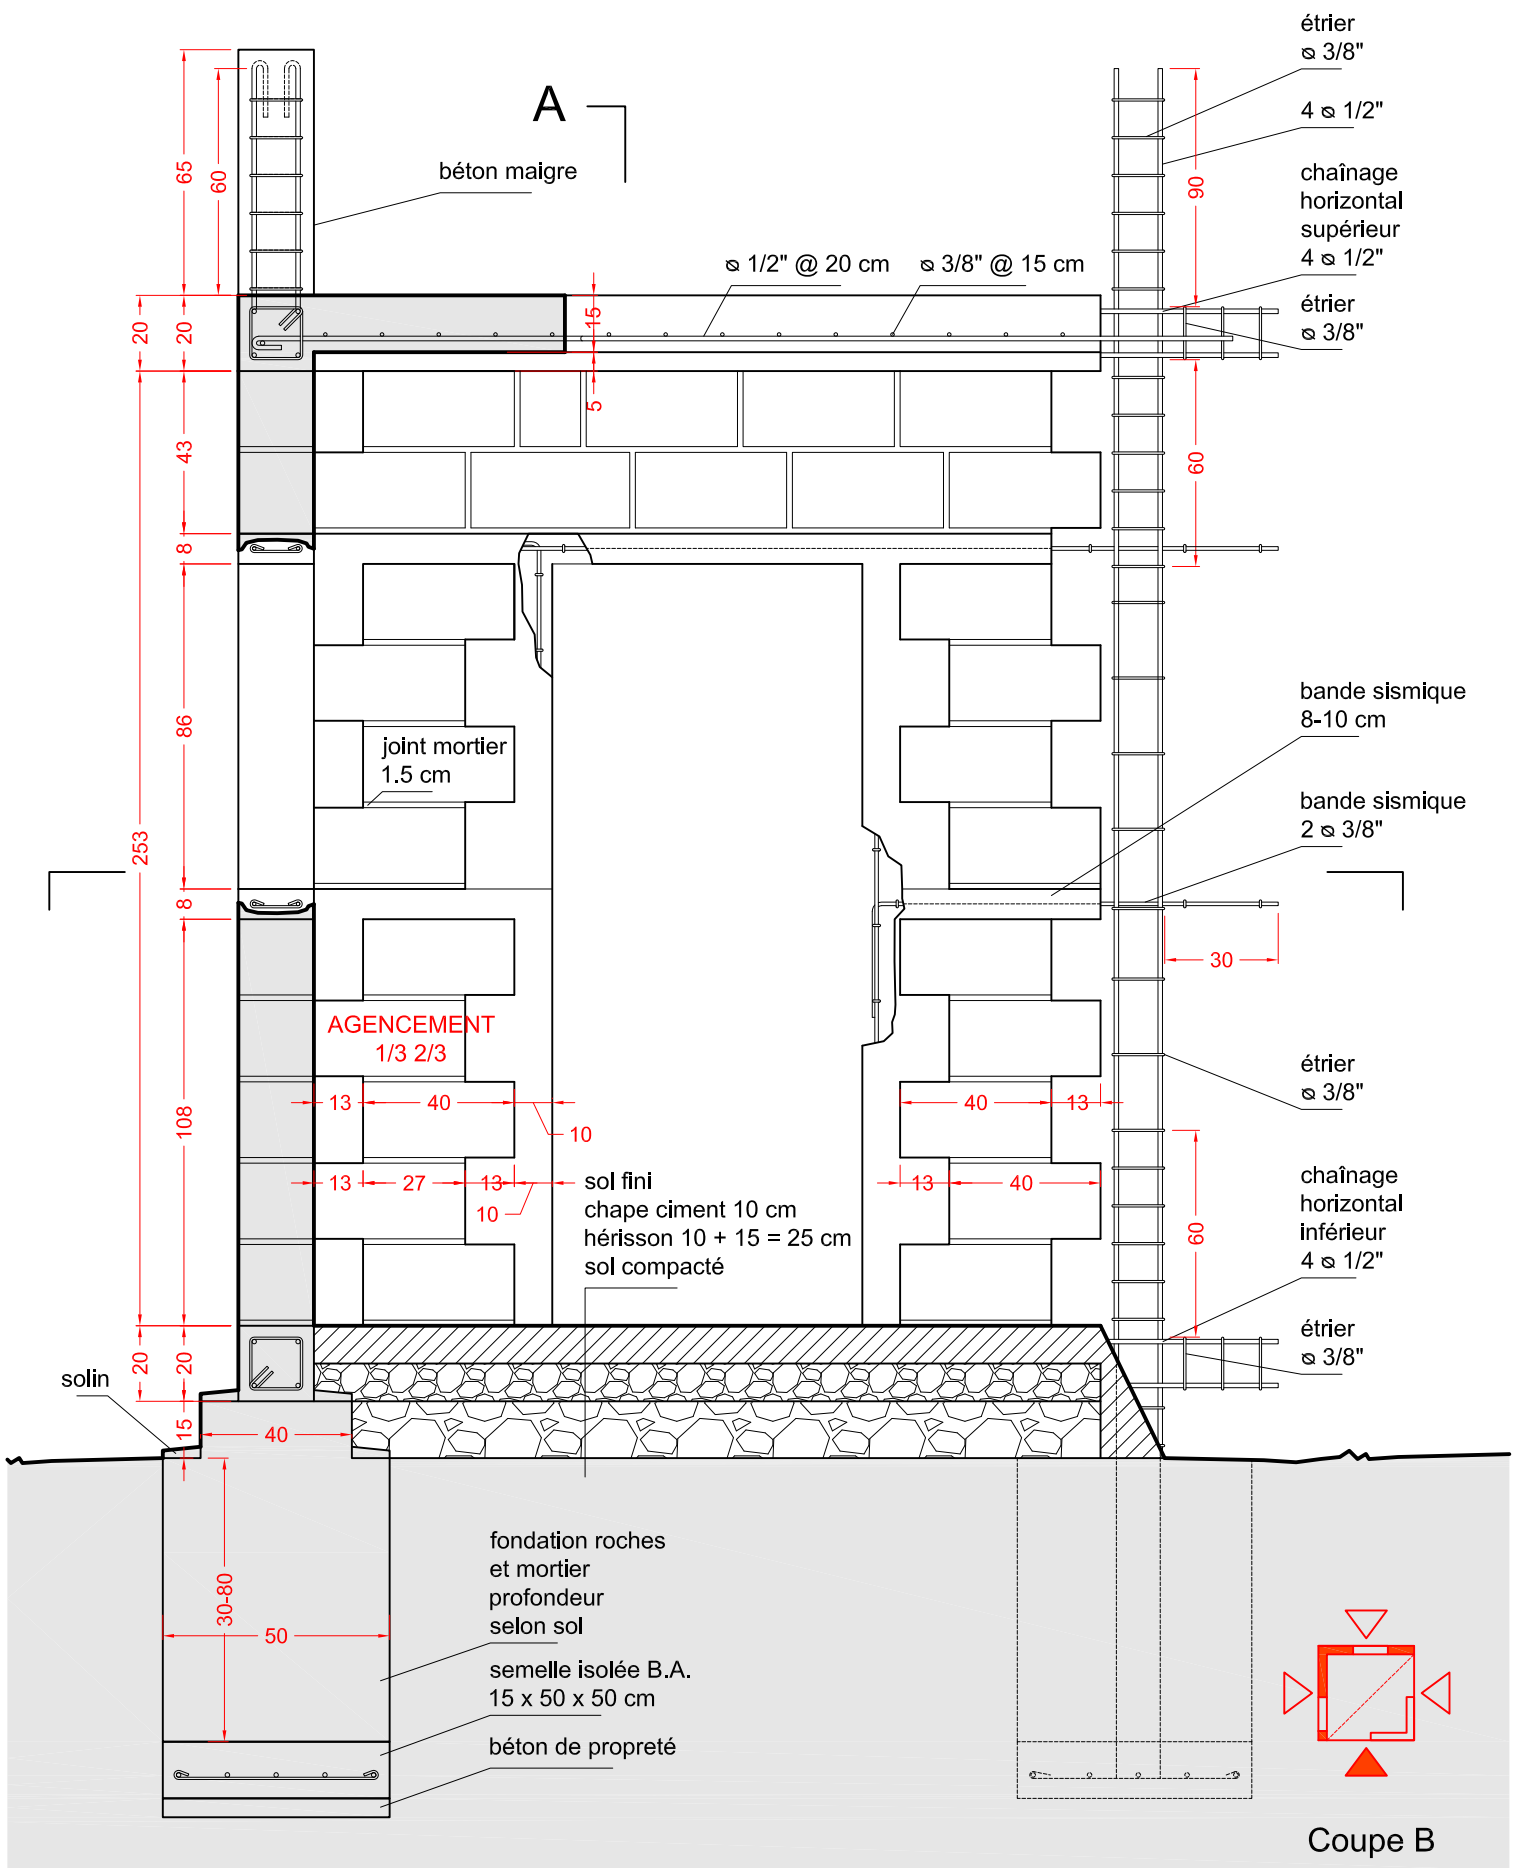 étrier
ø 3/8"
4 ø 1/2"
A
béton maigre
chaînage
horizontal
supérieur
4 ø 1/2"
65
60
90
ø 1/2" @ 20 cm
ø 3/8" @ 15 cm
étrier
ø 3/8"
20
20
15
5
43
60
8
86
bande sismique
8-10 cm
joint mortier
1.5 cm
bande sismique
2 ø 3/8"
253
8
30
AGENCEMENT
1/3 2/3
étrier
ø 3/8"
108
13
40
10
40
13
13
27
13
10
13
40
sol fini
chape ciment 10 cm
hérisson 10 + 15 = 25 cm
sol compacté
chaînage
horizontal
inférieur
4 ø 1/2"
60
étrier
ø 3/8"
20
20
solin
15
40
fondation roches
et mortier
profondeur
selon sol
30-80
50
semelle isolée B.A.
15 x 50 x 50 cm
béton de propreté
Coupe B